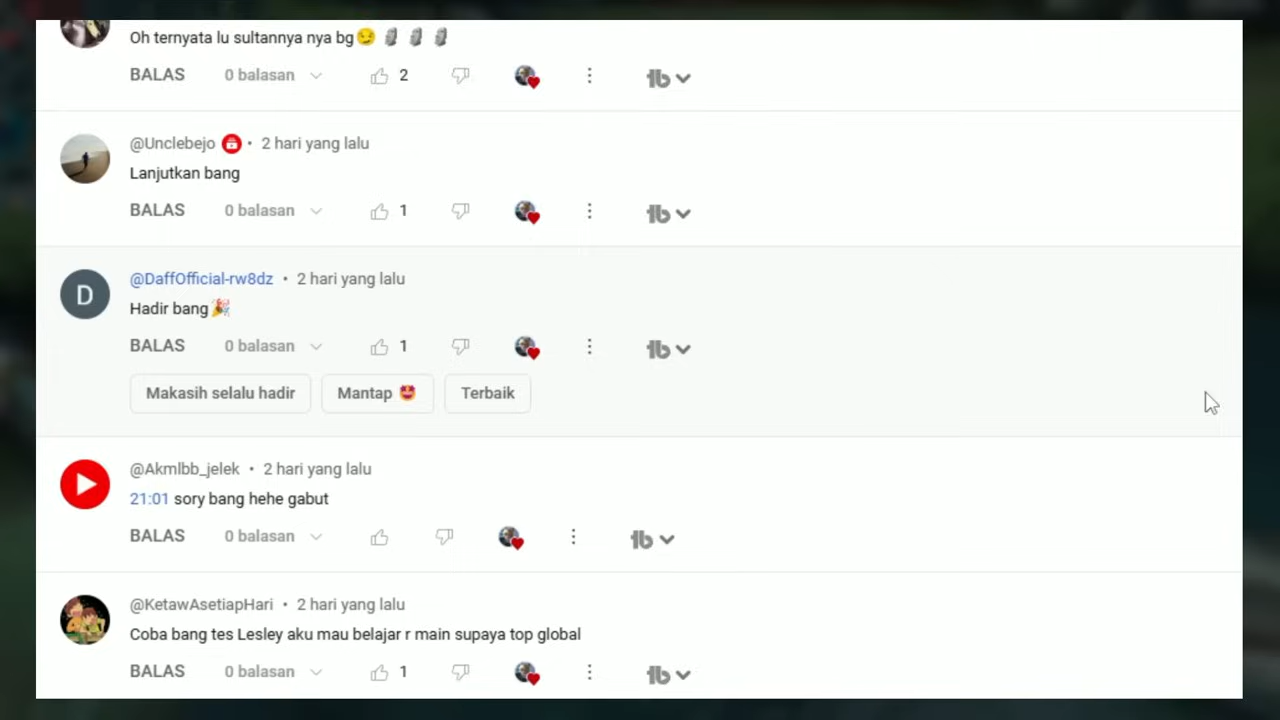 Oh ternyata lu sultannya nya bg😏🗿🗿🗿
BALAS 0 balasan 2
@Unclebejo • 2 hari yang lalu
Lanjutkan bang
BALAS 0 balasan 1
D
@DaffOfficial-rw8dz • 2 hari yang lalu
Hadir bang🎉
BALAS 0 balasan 1
Makasih selalu hadir Mantap 🤩 Terbaik
@Akmlbb_jelek • 2 hari yang lalu
21:01 sory bang hehe gabut
BALAS 0 balasan
@KetawAsetiapHari • 2 hari yang lalu
Coba bang tes Lesley aku mau belajar r main supaya top global
BALAS 0 balasan 1